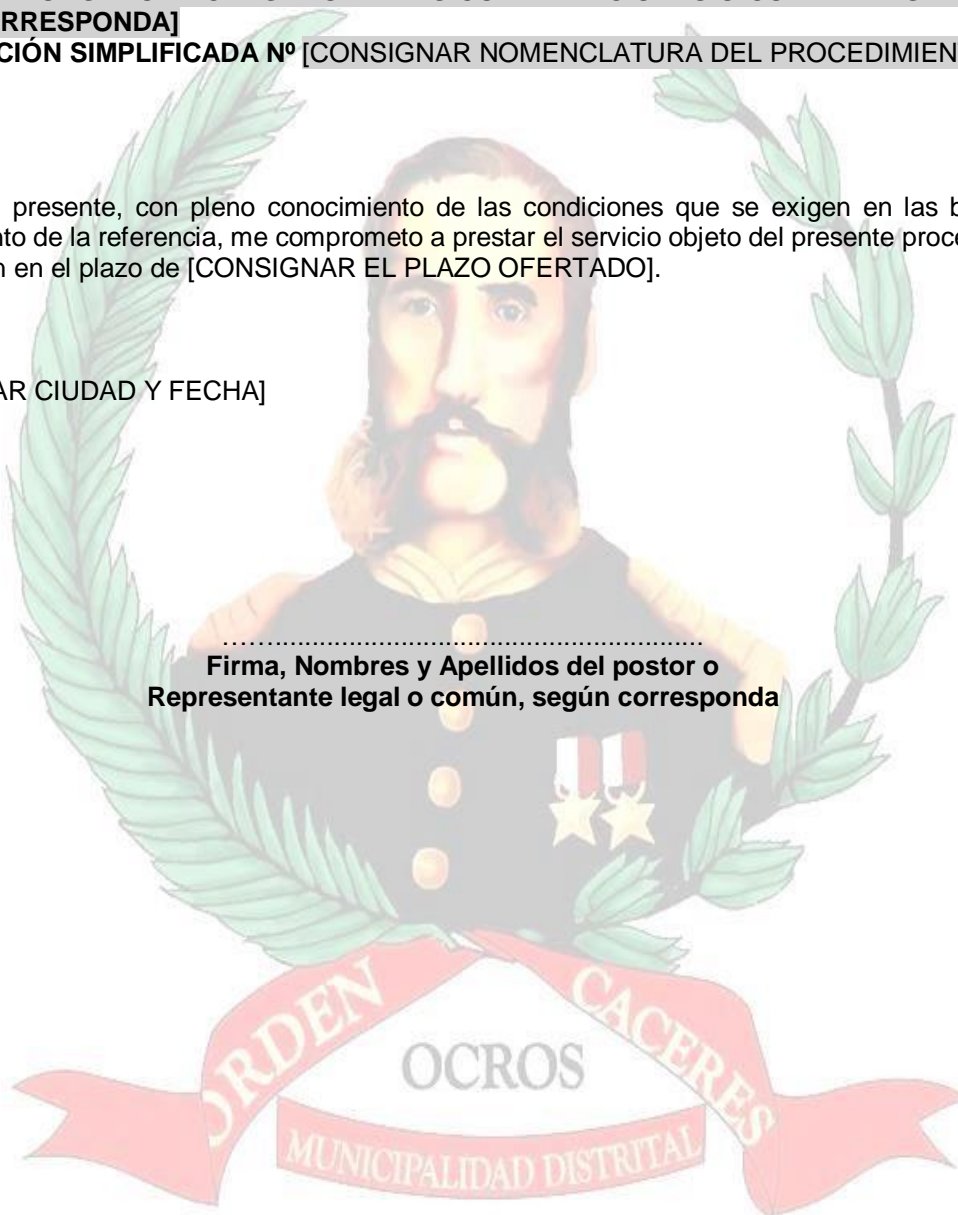 RRESPONDA]
CIÓN SIMPLIFICADA Nº [CONSIGNAR NOMENCLATURA DEL PROCEDIMIEN
presente, con pleno conocimiento de las condiciones que se exigen en las b
nto de la referencia, me comprometo a prestar el servicio objeto del presente proce
n en el plazo de [CONSIGNAR EL PLAZO OFERTADO].
AR CIUDAD Y FECHA]
…….........................................................
Firma, Nombres y Apellidos del postor o
Representante legal o común, según corresponda
ORDEN CACERES
OCROS
MUNICIPALIDAD DISTRITAL